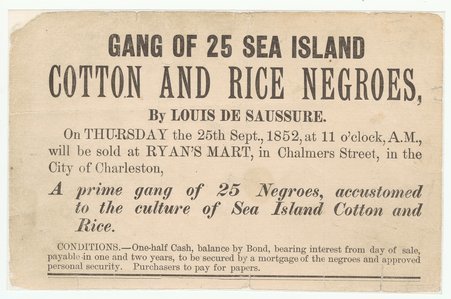 GANG OF 25 SEA ISLAND
COTTON AND RICE NEGROES,
By LOUIS DE SAUSSURE.
On THURSDAY the 25th Sept., 1852, at 11 o'clock, A.M.,
will be sold at RYAN'S MART, in Chalmers Street, in the
City of Charleston,
A prime gang of 25 Negroes, accustomed
to the culture of Sea Island Cotton and
Rice.
CONDITIONS.—One-half Cash, balance by Bond, bearing interest from day of sale,
payable in one and two years, to be secured by a mortgage of the negroes and approved
personal security. Purchasers to pay for papers.